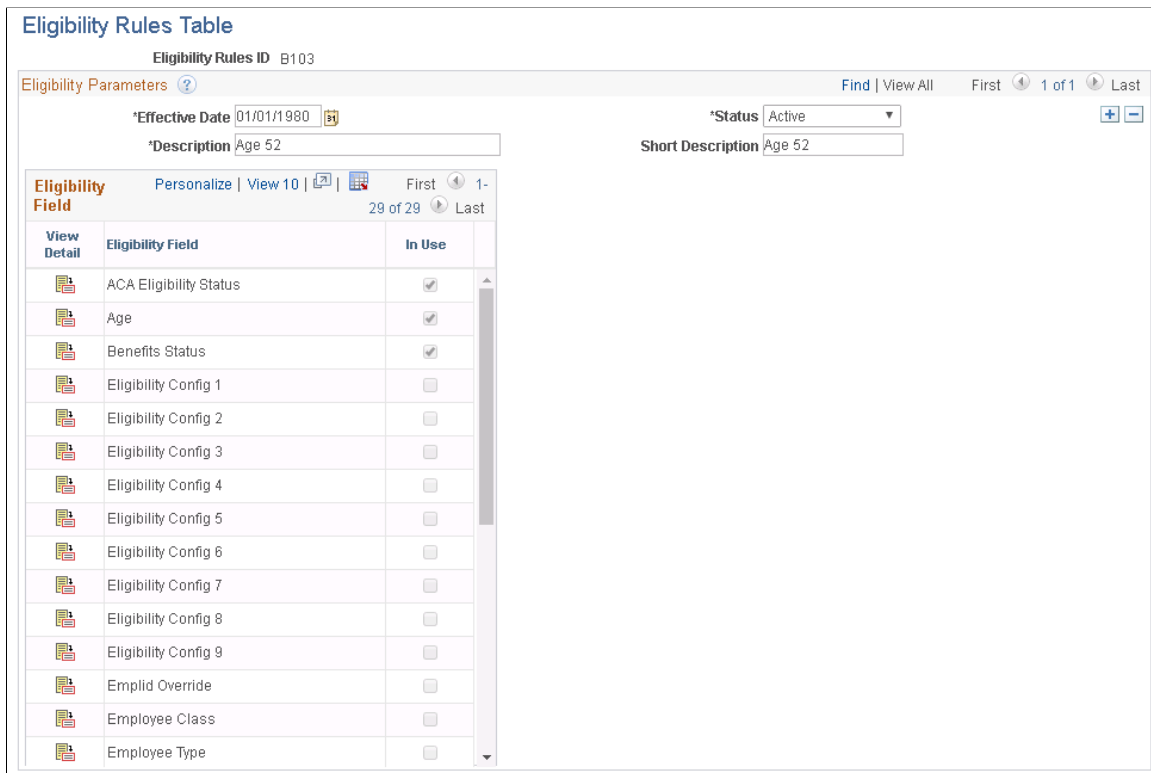 Eligibility Rules Table
Eligibility Rules ID B103
Eligibility Parameters ? Find | View All First 1 of 1 Last
*Effective Date 01/01/1980 31 *Status Active
*Description Age 52 Short Description Age 52
Eligibility Field Personalize | View 10 | First 1-29 of 29 Last
View Detail Eligibility Field In Use
ACA Eligibility Status
Age
Benefits Status
Eligibility Config 1
Eligibility Config 2
Eligibility Config 3
Eligibility Config 4
Eligibility Config 5
Eligibility Config 6
Eligibility Config 7
Eligibility Config 8
Eligibility Config 9
Emplid Override
Employee Class
Employee Type